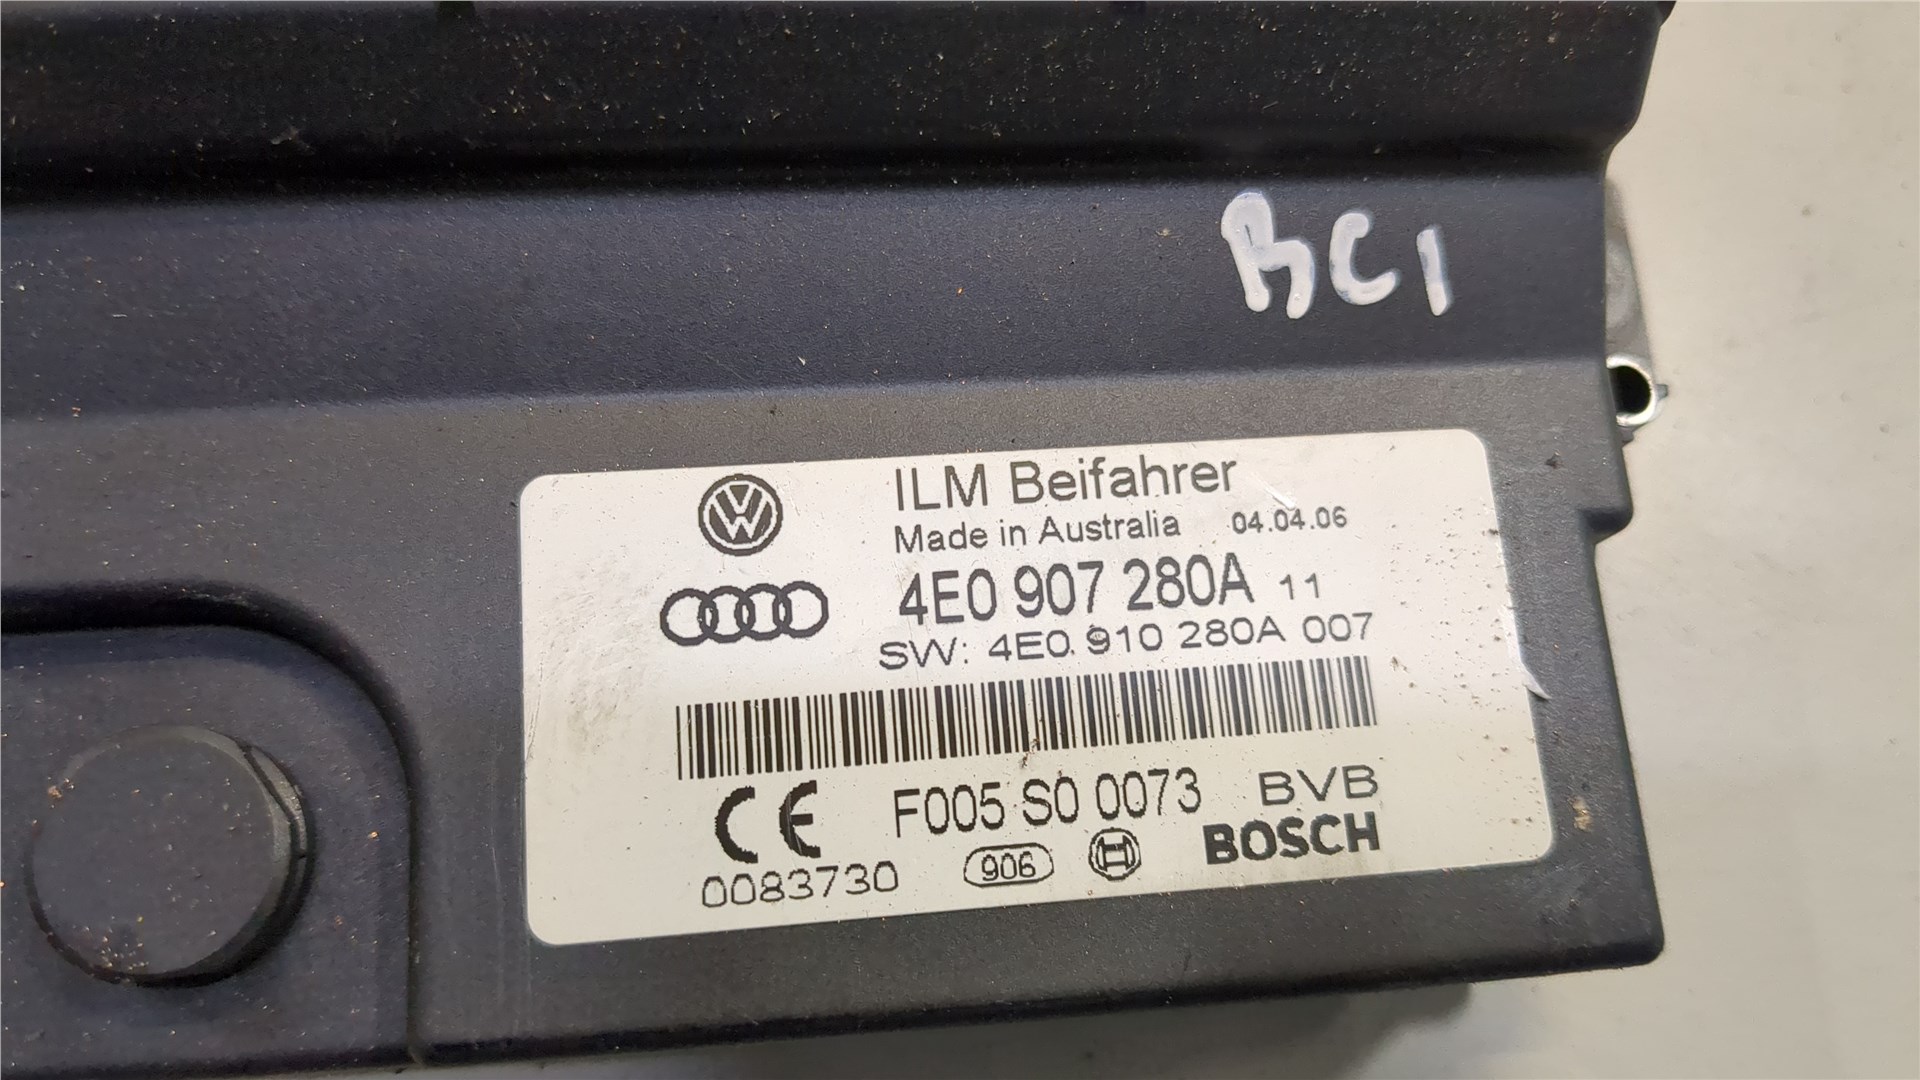 BC1
ILM Beifahrer
Made in Australia 04.04.06
4E0 907 280A 11
SW: 4E0 910 280A 007
CE F005 S0 0073 BVB
0083730 906 BOSCH